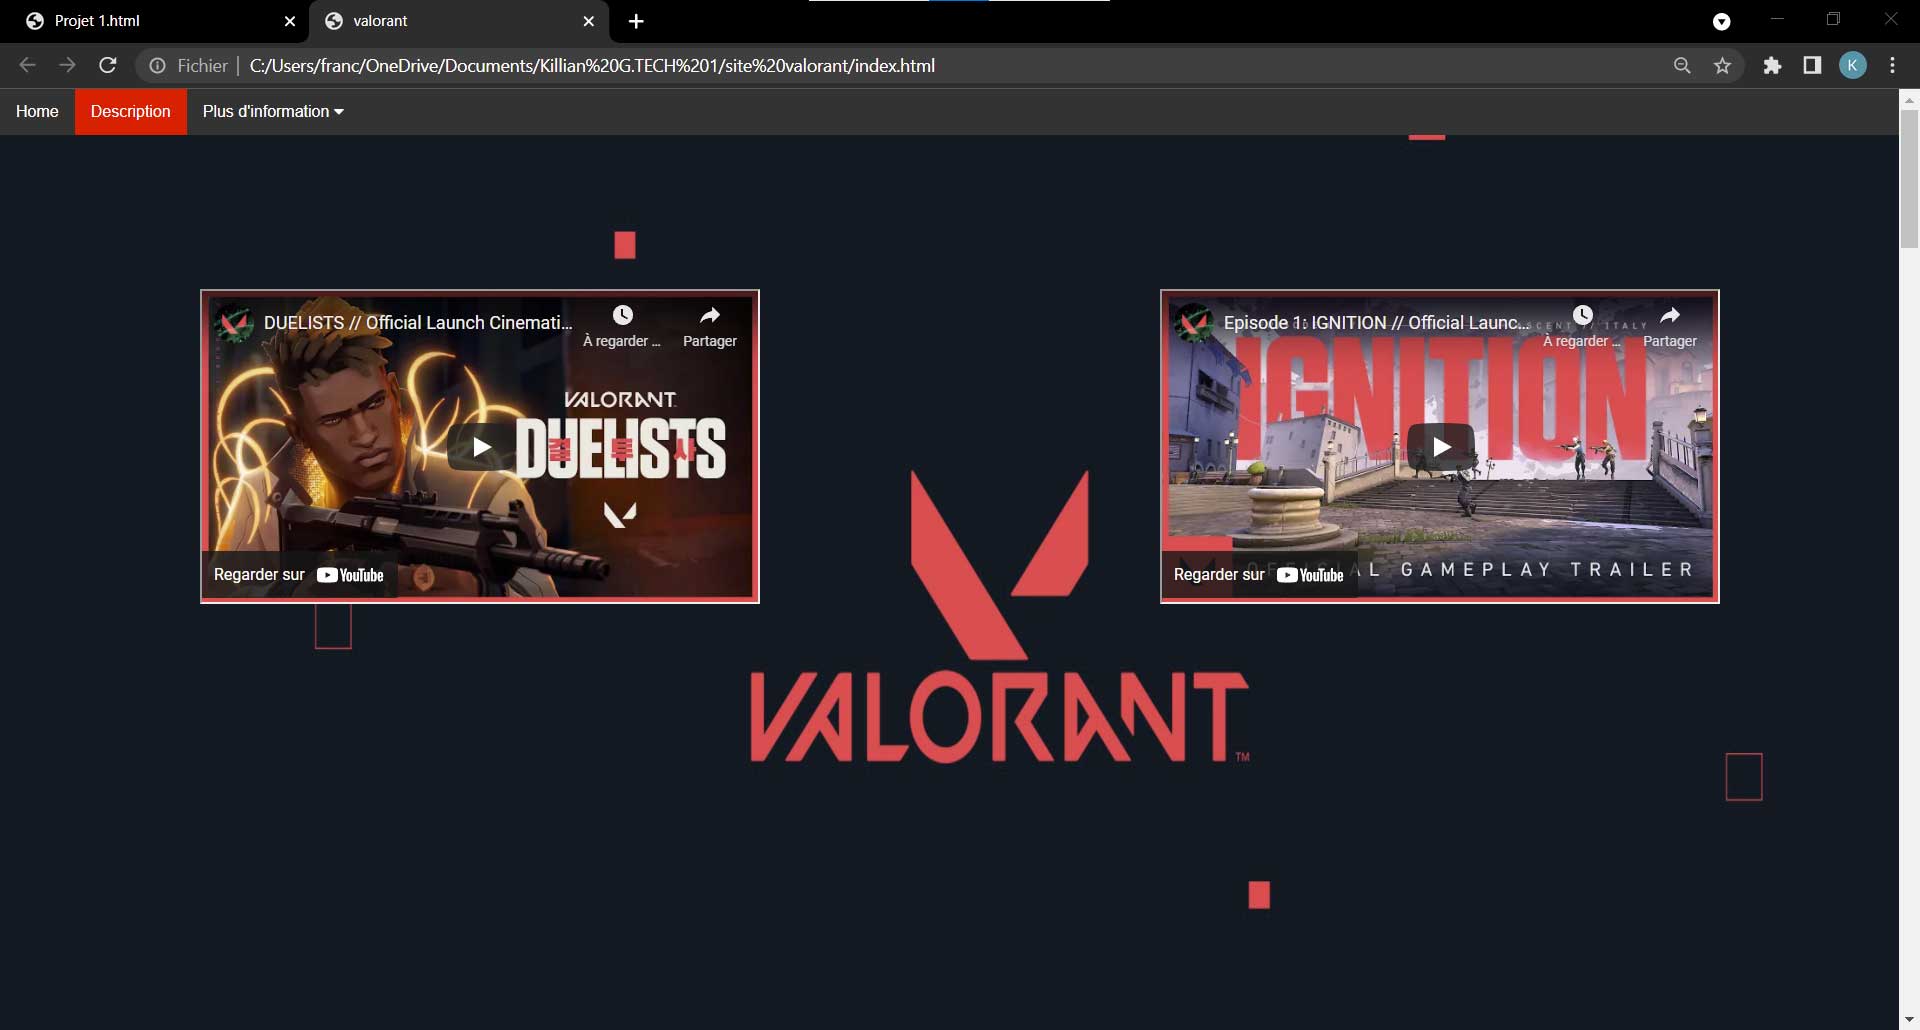 Projet 1.html
valorant
Fichier | C:/Users/franc/OneDrive/Documents/Killian%20G.TECH%201/site%20valorant/index.html
K
Home
Description
Plus d'information
DUELISTS // Official Launch Cinemati...
À regarder ...
Partager
VALORANT
DUELISTS
Regarder sur YouTube
Episode 1: IGNITION // Official Launc...
À regarder ...
Partager
IGNITION
OFFICIAL GAMEPLAY TRAILER
Regarder sur YouTube
VALORANT™